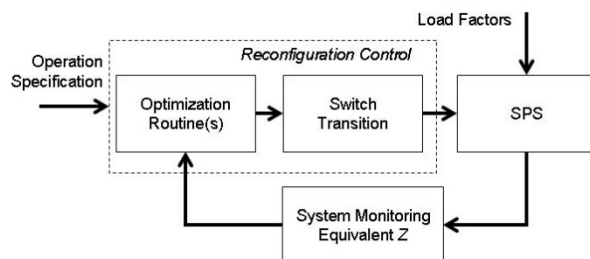 Load Factors
Reconfiguration Control
Operation
Specification
Optimization
Routine(s)
Switch
Transition
SPS
System Monitoring
Equivalent Z